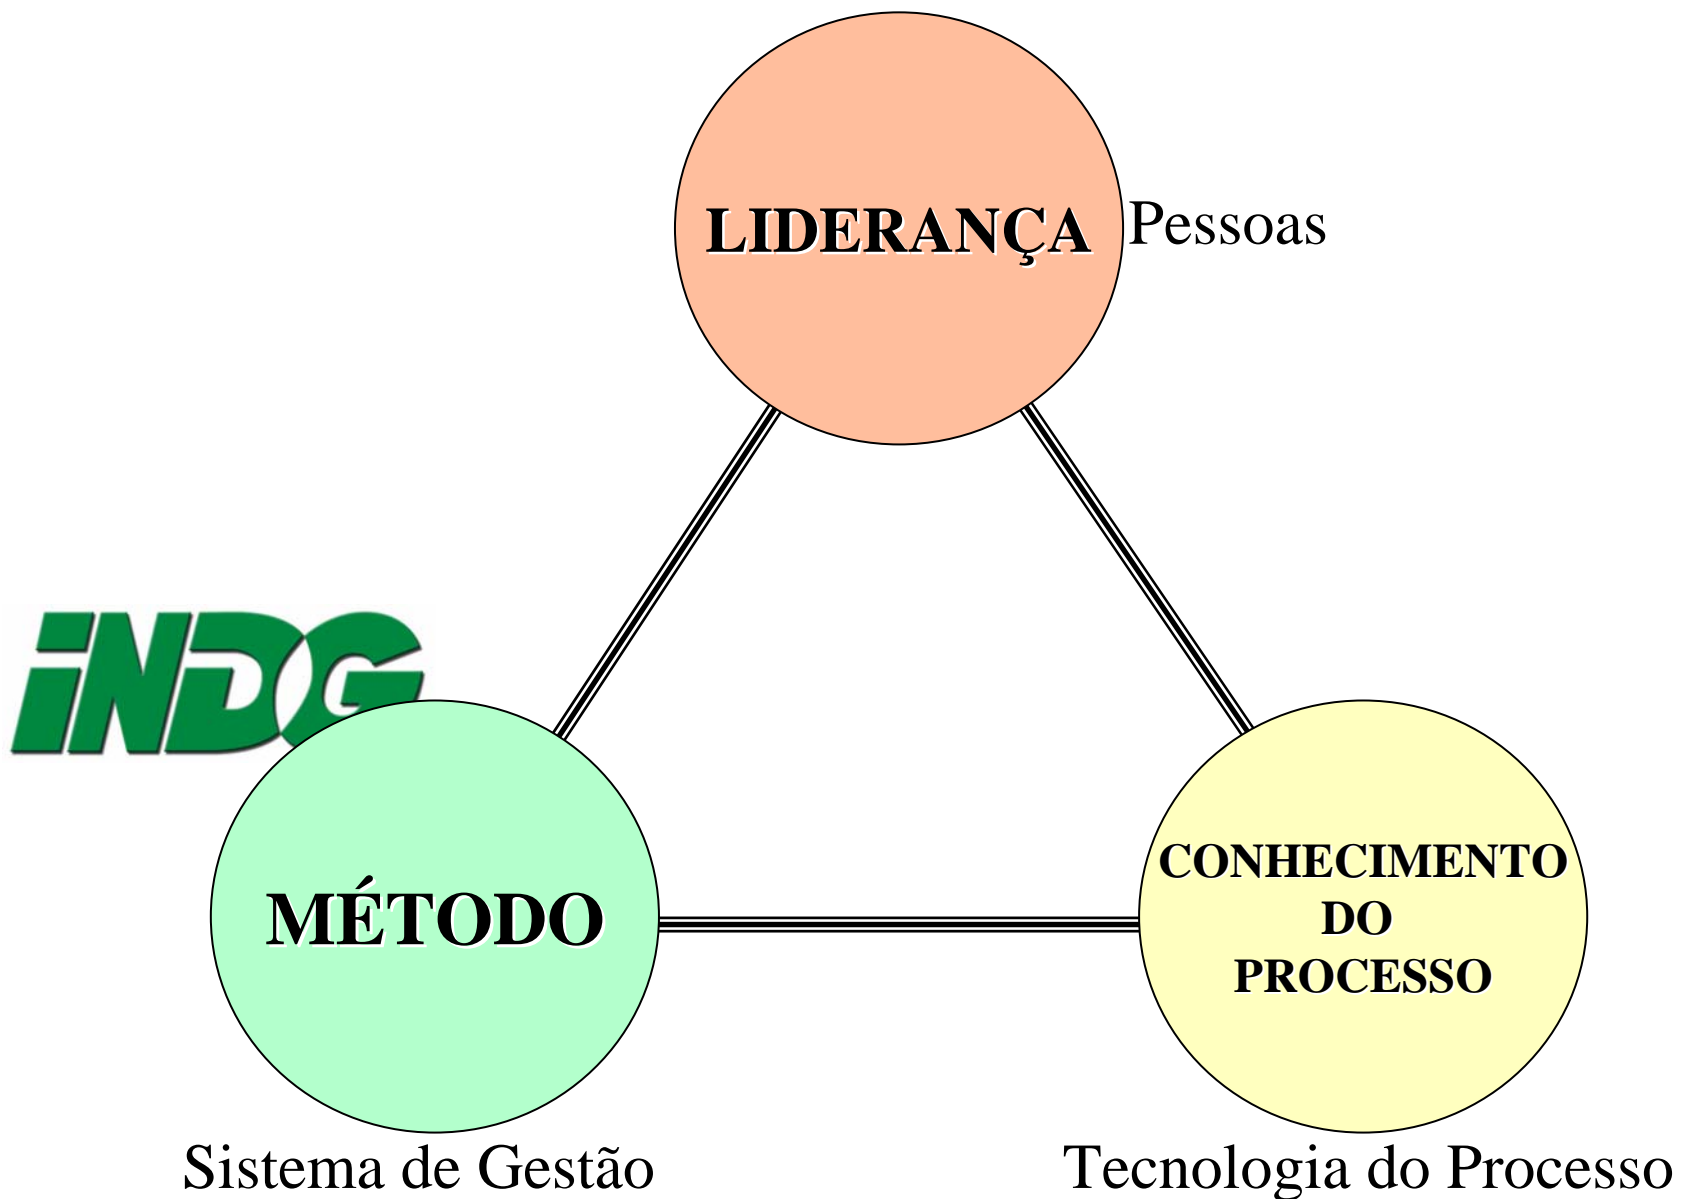 LIDERANÇA
Pessoas
iNDG
MÉTODO
CONHECIMENTO
DO
PROCESSO
Sistema de Gestão
Tecnologia do Processo